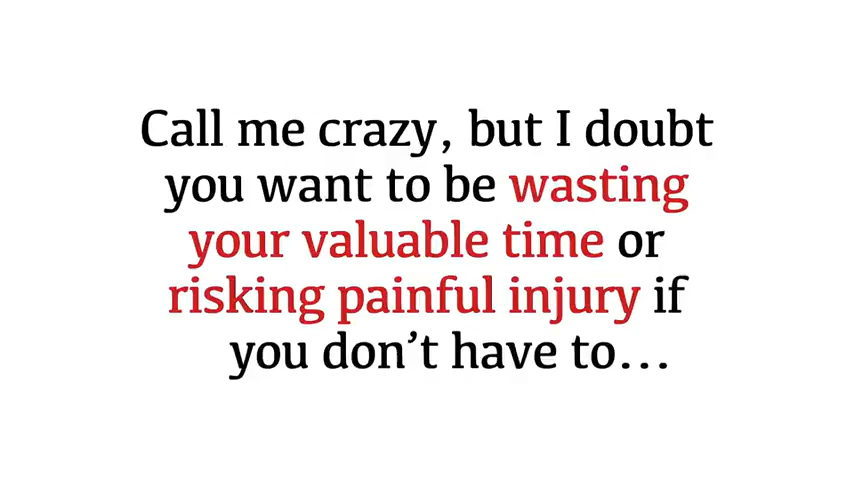 Call me crazy, but I doubt
you want to be wasting
your valuable time or
risking painful injury if
you don’t have to...